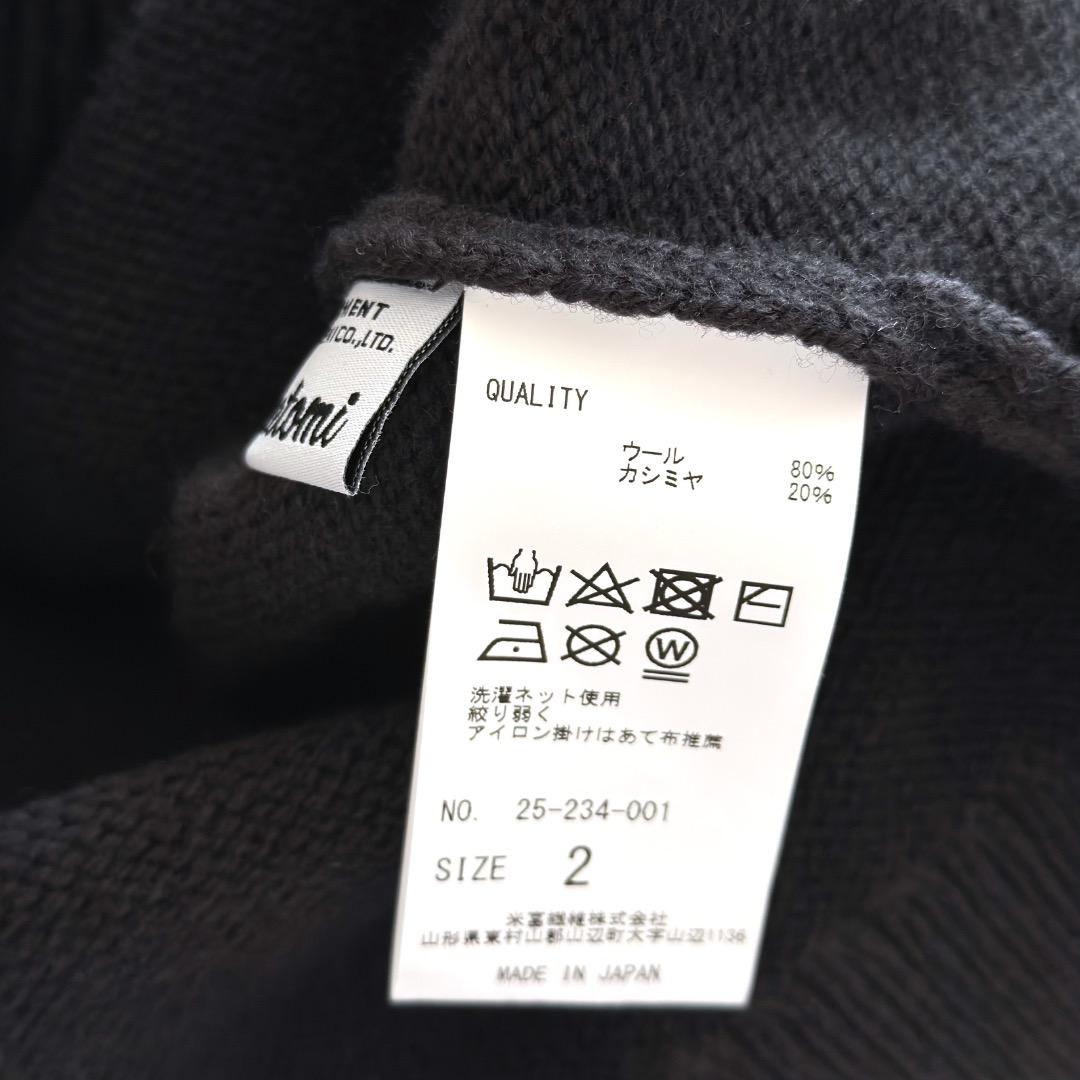 MENT
CO.,LTD.
tomi
QUALITY
ウール 80%
カシミヤ 20%
W
洗濯ネット使用
絞り弱く
アイロン掛けはあて布推薦
NO. 25-234-001
SIZE 2
米富繊維株式会社
山形県東村山郡山辺町大字山辺1136
MADE IN JAPAN